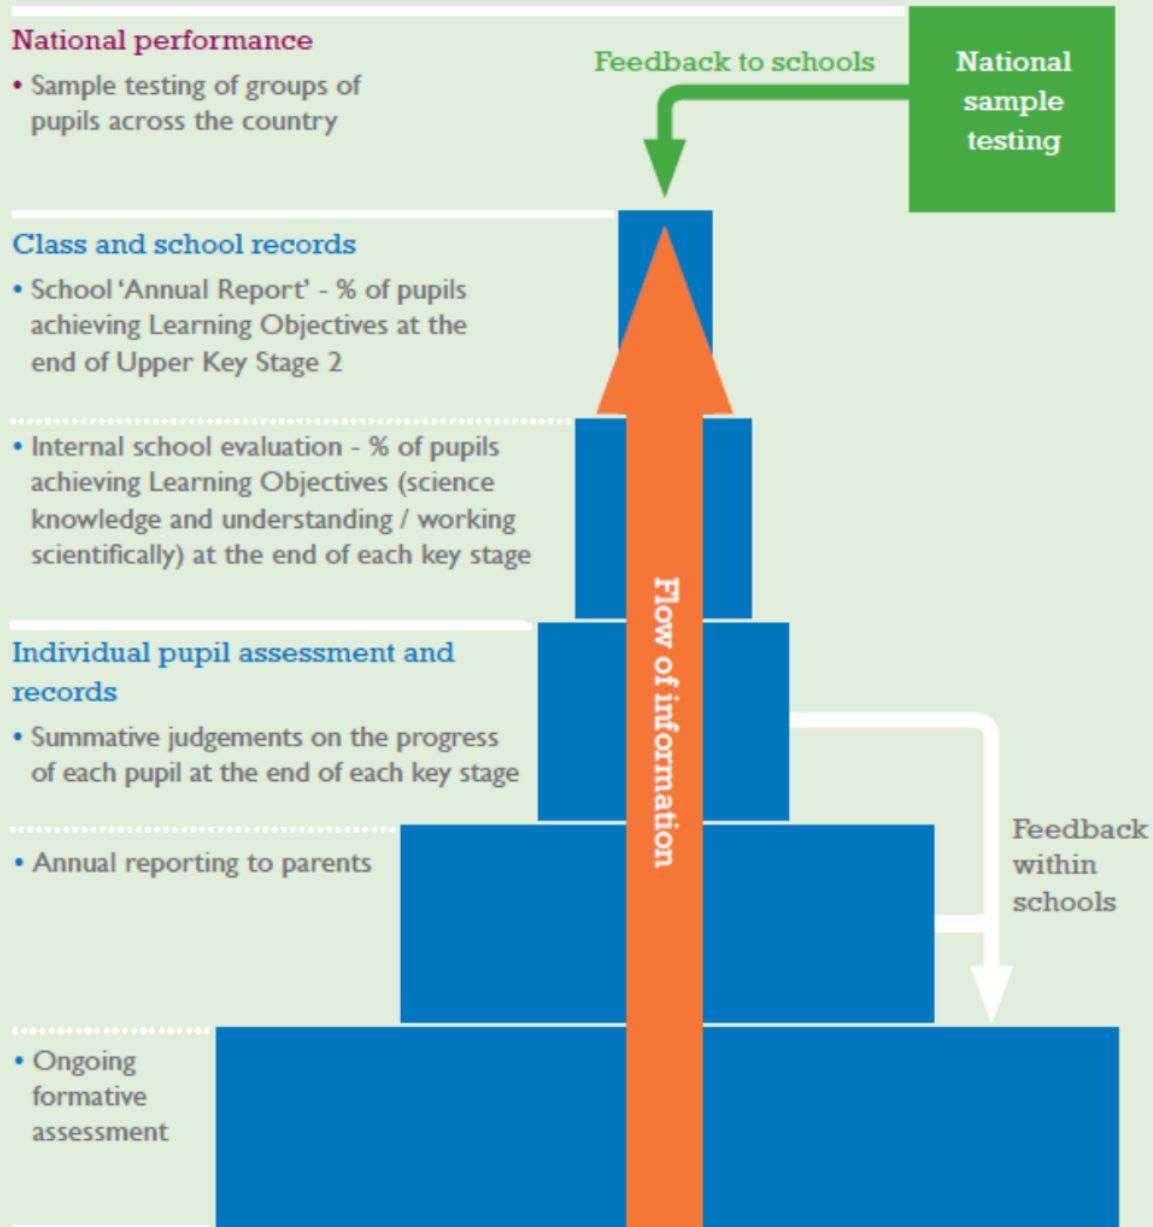 National performance
• Sample testing of groups of
pupils across the country
Feedback to schools
National
sample
testing
Class and school records
• School ‘Annual Report’ - % of pupils
achieving Learning Objectives at the
end of Upper Key Stage 2
• Internal school evaluation - % of pupils
achieving Learning Objectives (science
knowledge and understanding / working
scientifically) at the end of each key stage
Individual pupil assessment and
records
• Summative judgements on the progress
of each pupil at the end of each key stage
• Annual reporting to parents
• Ongoing
formative
assessment
Flow of information
Feedback
within
schools